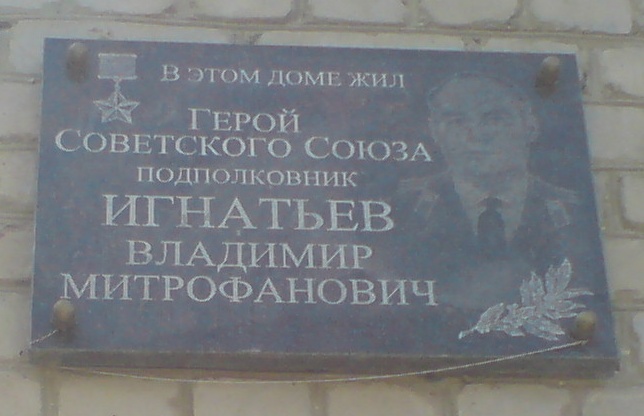 В ЭТОМ ДОМЕ ЖИЛ
ГЕРОЙ
СОВЕТСКОГО СОЮЗА
ПОДПОЛКОВНИК
ИГНАТЬЕВ
ВЛАДИМИР
МИТРОФАНОВИЧ